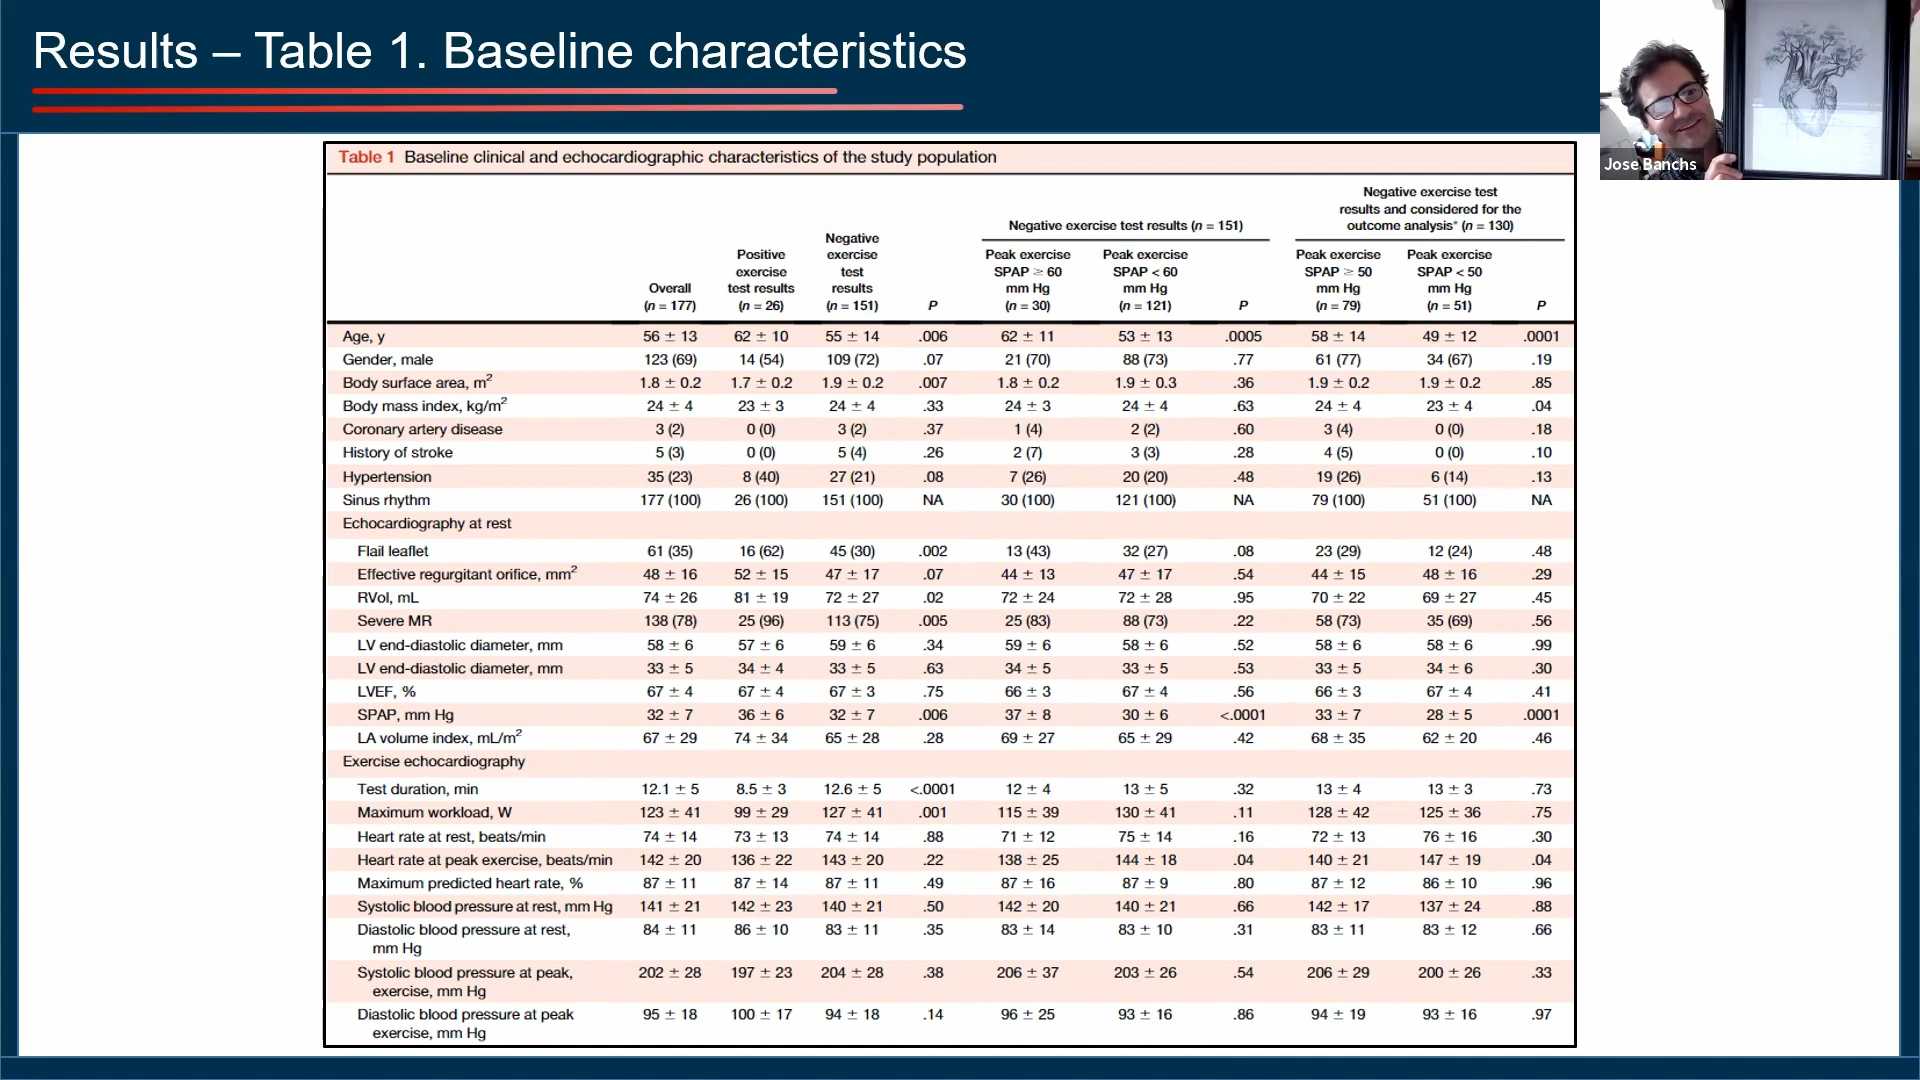 Results – Table 1. Baseline characteristics
Jose Banchs
Table 1 Baseline clinical and echocardiographic characteristics of the study population
Negative exercise test results (n = 151)
Negative exercise test
results and considered for the
outcome analysis* (n = 130)
Overall
(n = 177)
Positive
exercise
test results
(n = 26)
Negative
exercise
test
results
(n = 151)
P
Peak exercise
SPAP ≥ 60
mm Hg
(n = 30)
Peak exercise
SPAP < 60
mm Hg
(n = 121)
P
Peak exercise
SPAP ≥ 50
mm Hg
(n = 79)
Peak exercise
SPAP < 50
mm Hg
(n = 51)
P
Age, y 56 ± 13 62 ± 10 55 ± 14 .006 62 ± 11 53 ± 13 .0005 58 ± 14 49 ± 12 .0001
Gender, male 123 (69) 14 (54) 109 (72) .07 21 (70) 88 (73) .77 61 (77) 34 (67) .19
Body surface area, m² 1.8 ± 0.2 1.7 ± 0.2 1.9 ± 0.2 .007 1.8 ± 0.2 1.9 ± 0.3 .36 1.9 ± 0.2 1.9 ± 0.2 .85
Body mass index, kg/m² 24 ± 4 23 ± 3 24 ± 4 .33 24 ± 3 24 ± 4 .63 24 ± 4 23 ± 4 .04
Coronary artery disease 3 (2) 0 (0) 3 (2) .37 1 (4) 2 (2) .60 3 (4) 0 (0) .18
History of stroke 5 (3) 0 (0) 5 (4) .26 2 (7) 3 (3) .28 4 (5) 0 (0) .10
Hypertension 35 (23) 8 (40) 27 (21) .08 7 (26) 20 (20) .48 19 (26) 6 (14) .13
Sinus rhythm 177 (100) 26 (100) 151 (100) NA 30 (100) 121 (100) NA 79 (100) 51 (100) NA
Echocardiography at rest
Flail leaflet 61 (35) 16 (62) 45 (30) .002 13 (43) 32 (27) .08 23 (29) 12 (24) .48
Effective regurgitant orifice, mm² 48 ± 16 52 ± 15 47 ± 17 .07 44 ± 13 47 ± 17 .54 44 ± 15 48 ± 16 .29
RVol, mL 74 ± 26 81 ± 19 72 ± 27 .02 72 ± 24 72 ± 28 .95 70 ± 22 69 ± 27 .45
Severe MR 138 (78) 25 (96) 113 (75) .005 25 (83) 88 (73) .22 58 (73) 35 (69) .56
LV end-diastolic diameter, mm 58 ± 6 57 ± 6 59 ± 6 .34 59 ± 6 58 ± 6 .52 58 ± 6 58 ± 6 .99
LV end-diastolic diameter, mm 33 ± 5 34 ± 4 33 ± 5 .63 34 ± 5 33 ± 5 .53 33 ± 5 34 ± 6 .30
LVEF, % 67 ± 4 67 ± 4 67 ± 3 .75 66 ± 3 67 ± 4 .56 66 ± 3 67 ± 4 .41
SPAP, mm Hg 32 ± 7 36 ± 6 32 ± 7 .006 37 ± 8 30 ± 6 <.0001 33 ± 7 28 ± 5 .0001
LA volume index, mL/m² 67 ± 29 74 ± 34 65 ± 28 .28 69 ± 27 65 ± 29 .42 68 ± 35 62 ± 20 .46
Exercise echocardiography
Test duration, min 12.1 ± 5 8.5 ± 3 12.6 ± 5 <.0001 12 ± 4 13 ± 5 .32 13 ± 4 13 ± 3 .73
Maximum workload, W 123 ± 41 99 ± 29 127 ± 41 .001 115 ± 39 130 ± 41 .11 128 ± 42 125 ± 36 .75
Heart rate at rest, beats/min 74 ± 14 73 ± 13 74 ± 14 .88 71 ± 12 75 ± 14 .16 72 ± 13 76 ± 16 .30
Heart rate at peak exercise, beats/min 142 ± 20 136 ± 22 143 ± 20 .22 138 ± 25 144 ± 18 .04 140 ± 21 147 ± 19 .04
Maximum predicted heart rate, % 87 ± 11 87 ± 14 87 ± 11 .49 87 ± 16 87 ± 9 .80 87 ± 12 86 ± 10 .96
Systolic blood pressure at rest, mm Hg 141 ± 21 142 ± 23 140 ± 21 .50 142 ± 20 140 ± 21 .66 142 ± 17 137 ± 24 .88
Diastolic blood pressure at rest, 84 ± 11 86 ± 10 83 ± 11 .35 83 ± 14 83 ± 10 .31 83 ± 11 83 ± 12 .66
mm Hg
Systolic blood pressure at peak, 202 ± 28 197 ± 23 204 ± 28 .38 206 ± 37 203 ± 26 .54 206 ± 29 200 ± 26 .33
exercise, mm Hg
Diastolic blood pressure at peak 95 ± 18 100 ± 17 94 ± 18 .14 96 ± 25 93 ± 16 .86 94 ± 19 93 ± 16 .97
exercise, mm Hg